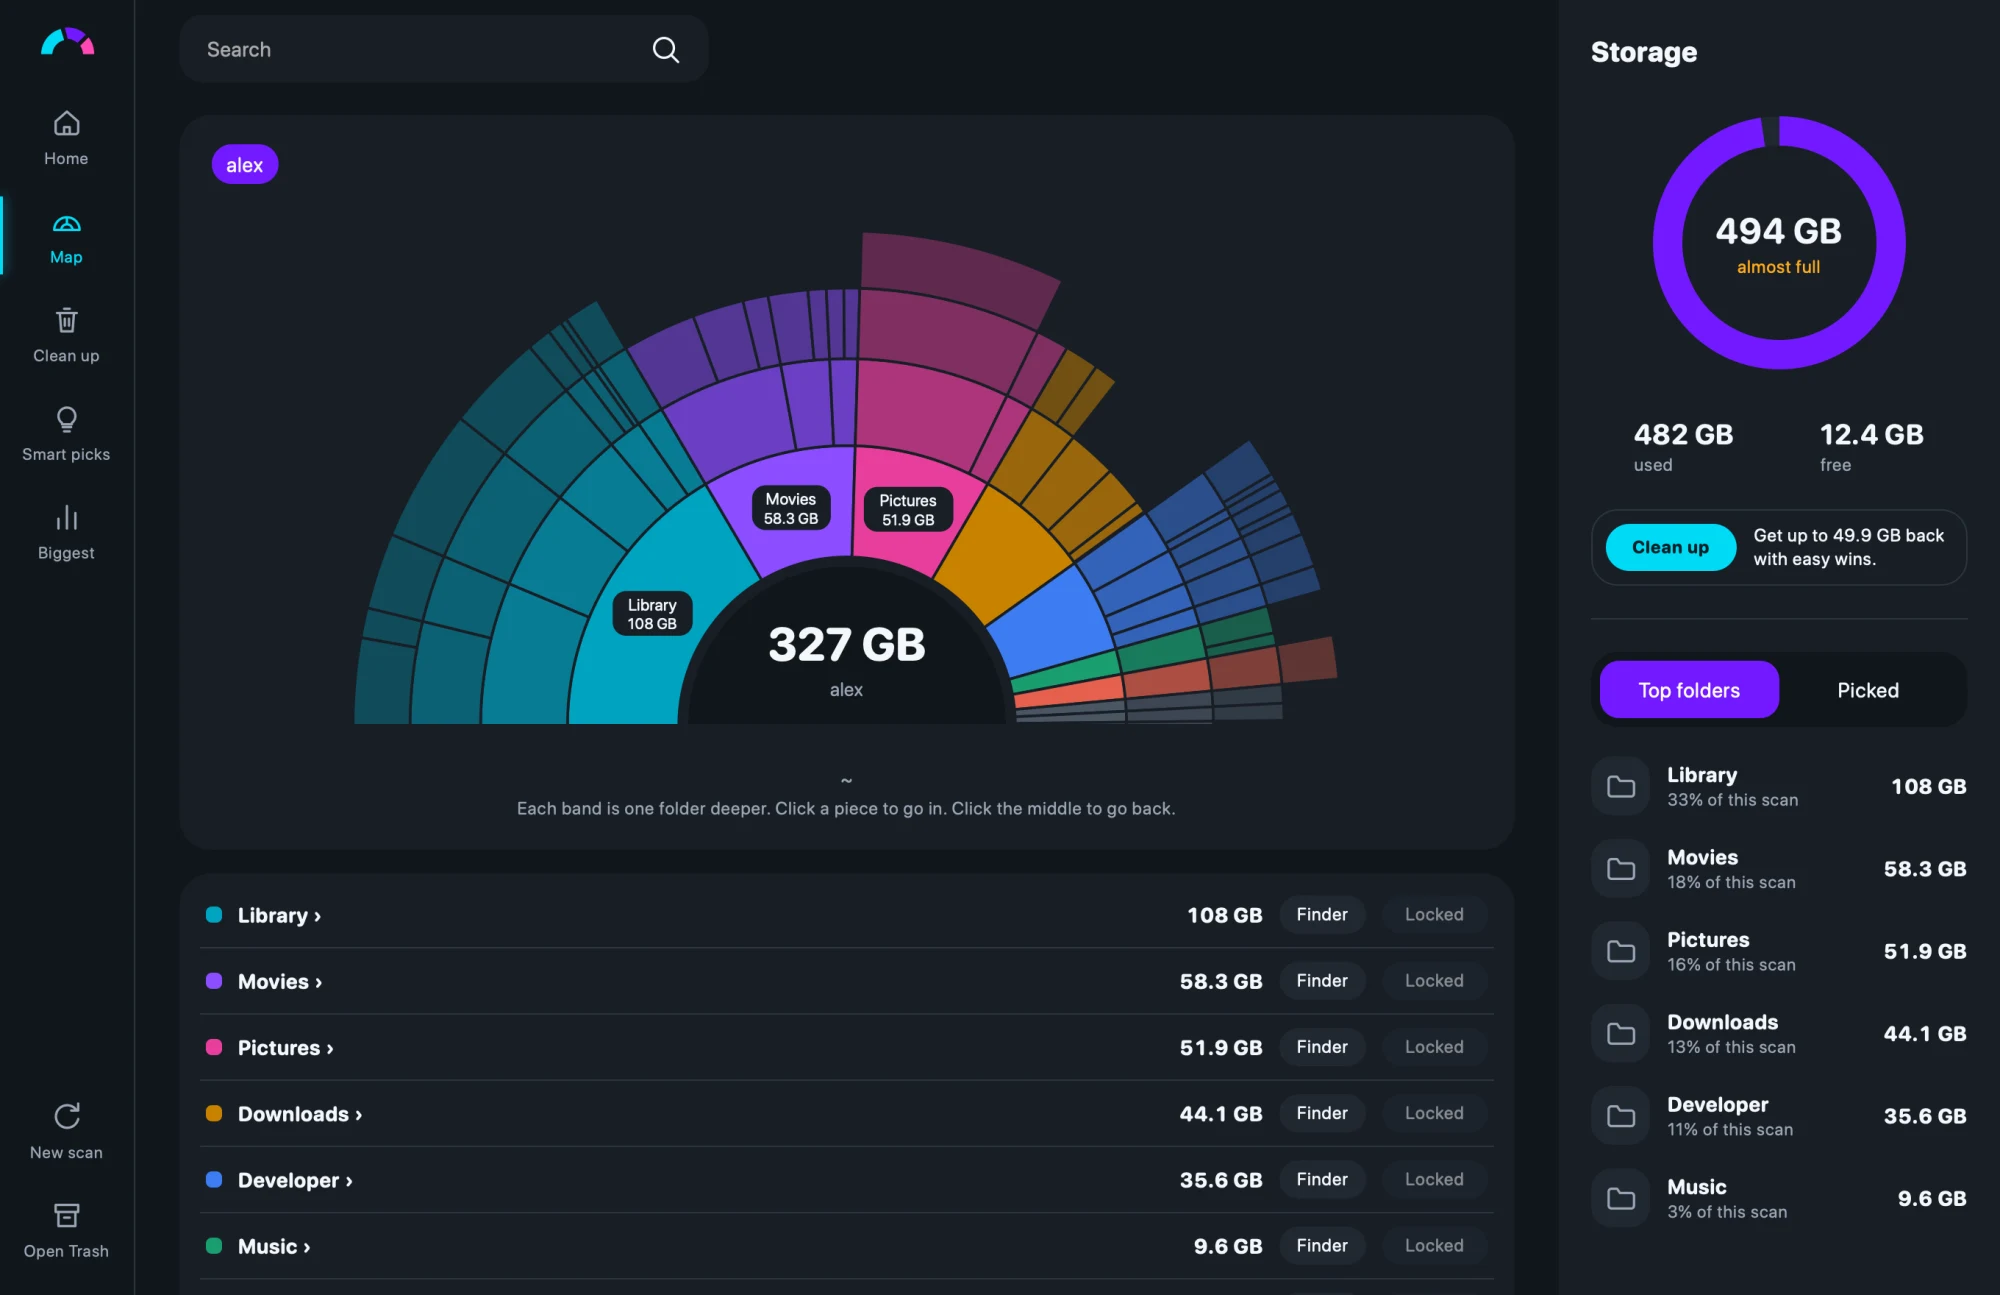 Home
Map
Clean up
Smart picks
Biggest
New scan
Open Trash
Search
alex
Movies
58.3 GB
Pictures
51.9 GB
Library
108 GB
327 GB
alex
~
Each band is one folder deeper. Click a piece to go in. Click the middle to go back.
Library ›
108 GB
Finder
Locked
Movies ›
58.3 GB
Finder
Locked
Pictures ›
51.9 GB
Finder
Locked
Downloads ›
44.1 GB
Finder
Locked
Developer ›
35.6 GB
Finder
Locked
Music ›
9.6 GB
Finder
Locked
Storage
494 GB
almost full
482 GB
used
12.4 GB
free
Clean up
Get up to 49.9 GB back
with easy wins.
Top folders
Picked
Library
33% of this scan
108 GB
Movies
18% of this scan
58.3 GB
Pictures
16% of this scan
51.9 GB
Downloads
13% of this scan
44.1 GB
Developer
11% of this scan
35.6 GB
Music
3% of this scan
9.6 GB